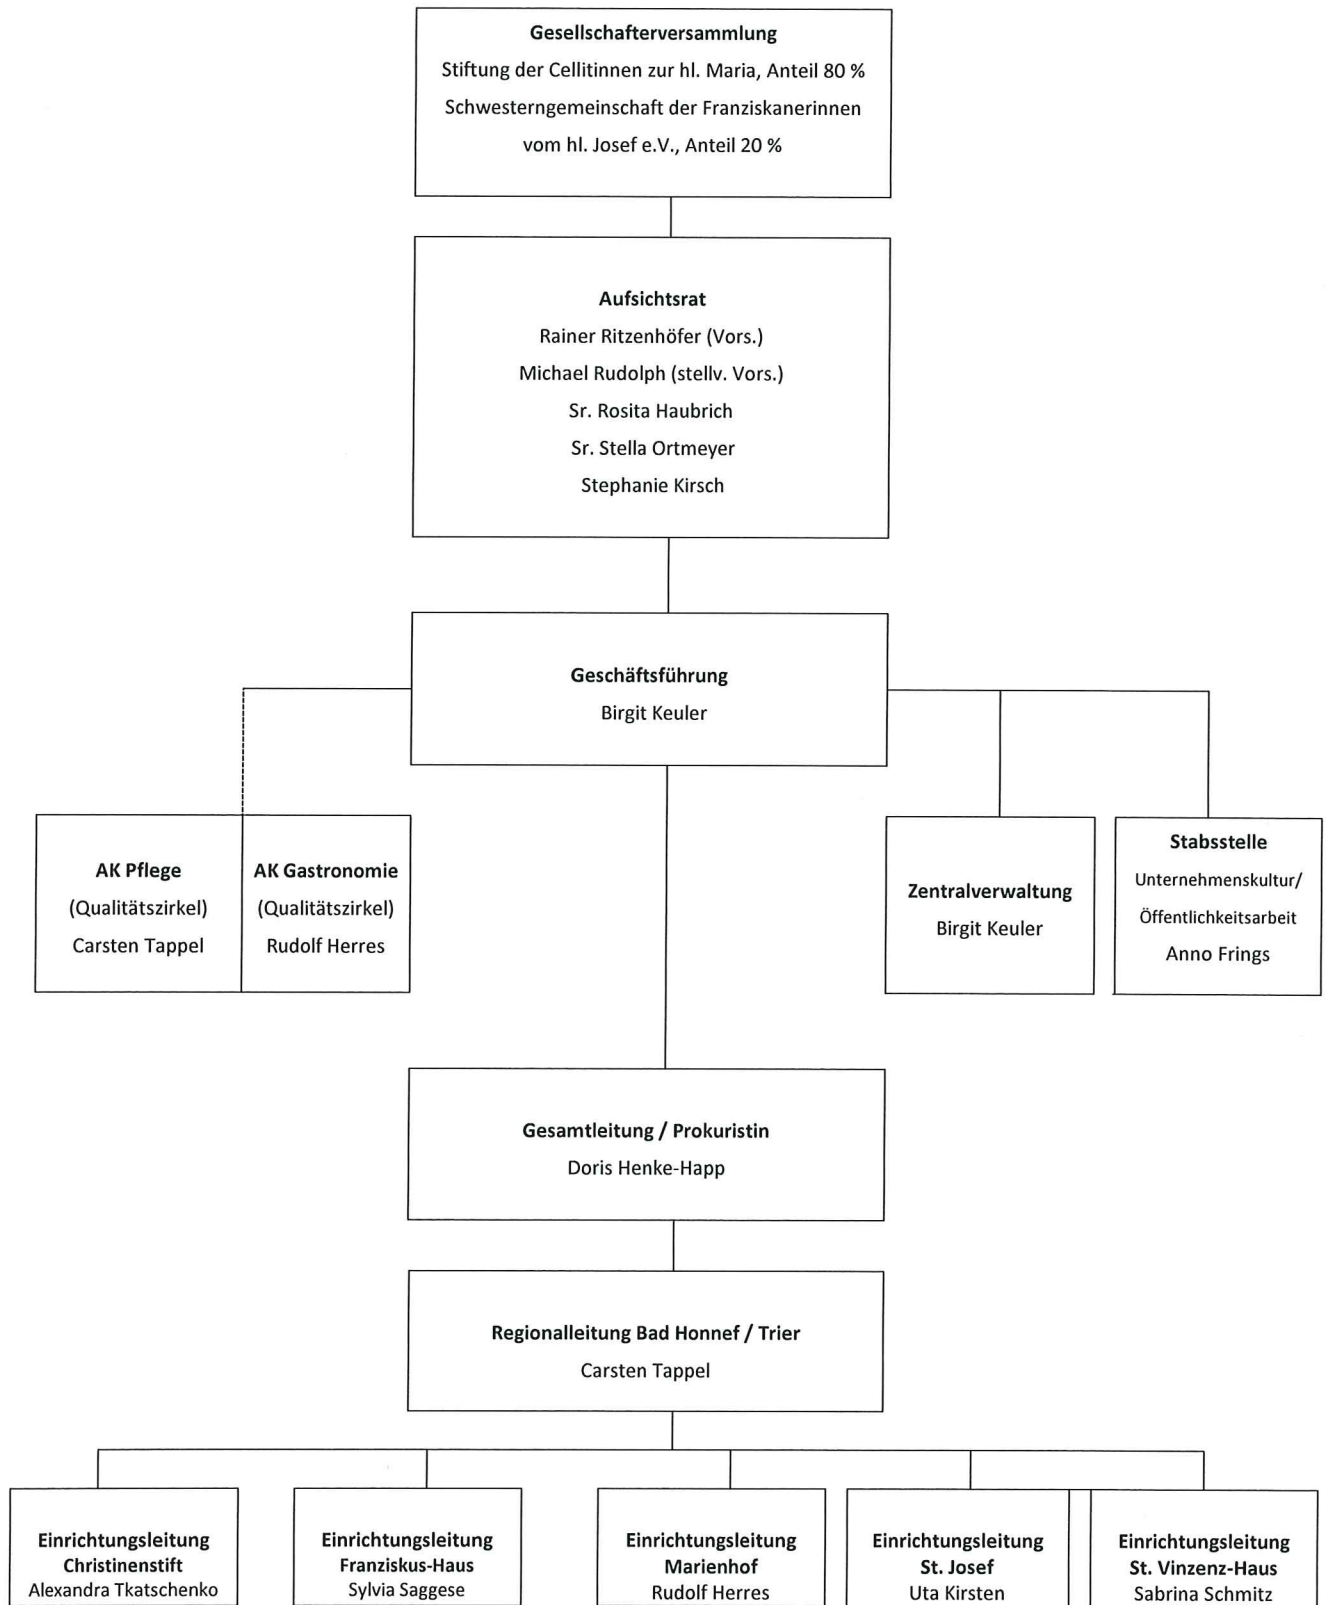 Gesellschafterversammlung
Stiftung der Cellitinnen zur hl. Maria, Anteil 80 %
Schwesterngemeinschaft der Franziskanerinnen
vom hl. Josef e.V., Anteil 20 %
Aufsichtsrat
Rainer Ritzenhöfer (Vors.)
Michael Rudolph (stellv. Vors.)
Sr. Rosita Haubrich
Sr. Stella Ortmeyer
Stephanie Kirsch
Geschäftsführung
Birgit Keuler
AK Pflege
(Qualitätszirkel)
Carsten Tappel
AK Gastronomie
(Qualitätszirkel)
Rudolf Herres
Zentralverwaltung
Birgit Keuler
Stabsstelle
Unternehmenskultur/
Öffentlichkeitsarbeit
Anno Frings
Gesamtleitung / Prokuristin
Doris Henke-Happ
Regionalleitung Bad Honnef / Trier
Carsten Tappel
Einrichtungsleitung
Christinenstift
Alexandra Tkatschenko
Einrichtungsleitung
Franziskus-Haus
Sylvia Saggese
Einrichtungsleitung
Marienhof
Rudolf Herres
Einrichtungsleitung
St. Josef
Uta Kirsten
Einrichtungsleitung
St. Vinzenz-Haus
Sabrina Schmitz